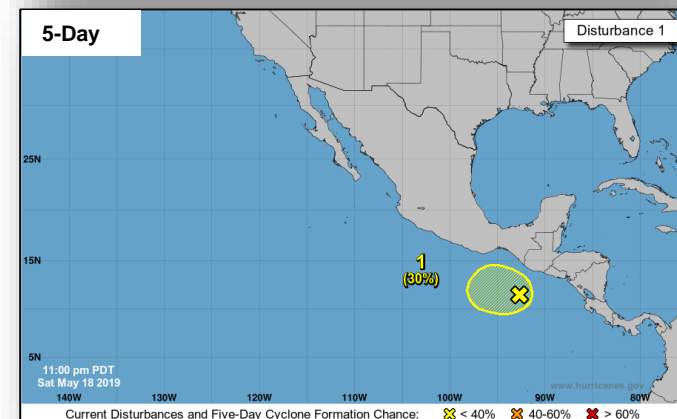 5-Day
Disturbance 1
25N
15N
5N
1
(30%)
11:00 pm PDT
Sat May 18 2019
www.hurricanes.gov
140W 130W 120W 110W 100W 90W 80W
Current Disturbances and Five-Day Cyclone Formation Chance: < 40% 40-60% > 60%